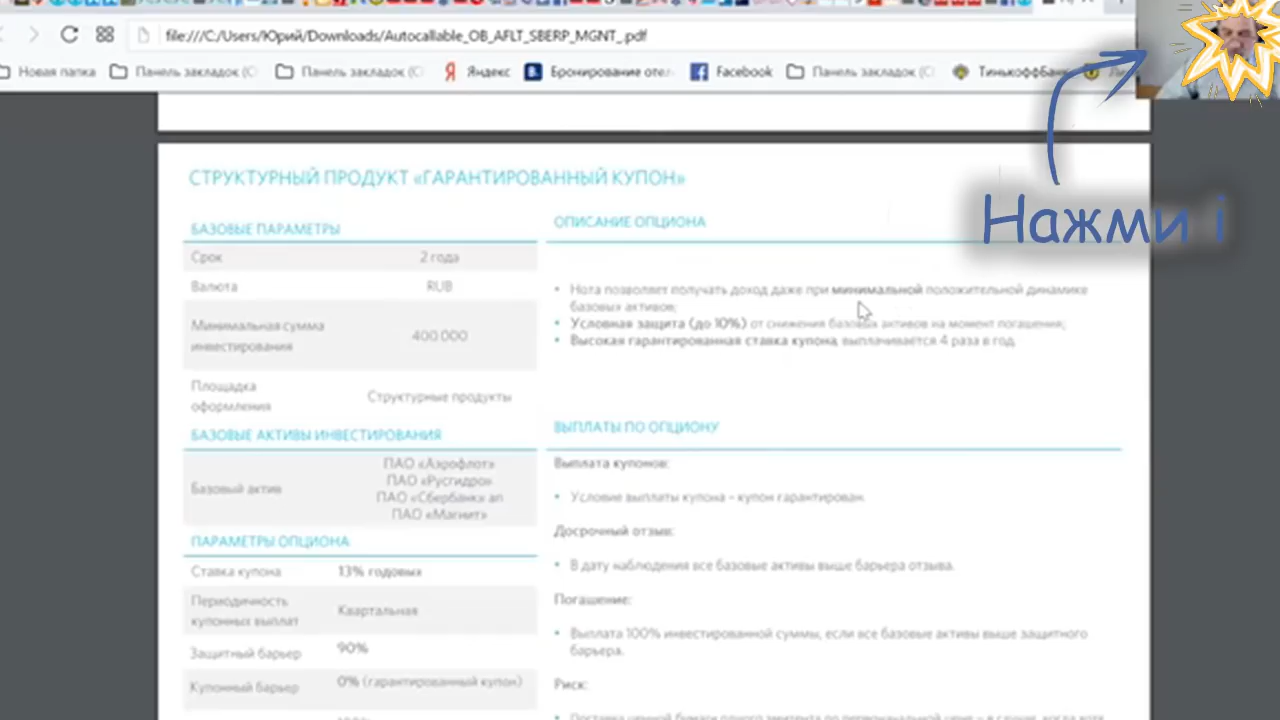 file:///C:/Users/Юрий/Downloads/Autocallable_OB_AFLT_SBERP_MGNT_.pdf
Новая папка
Панель закладок (С
Панель закладок (С
Яндекс
Бронирование оте
Facebook
Панель закладок (С
ТинькоффБанк
Нажми i
СТРУКТУРНЫЙ ПРОДУКТ «ГАРАНТИРОВАННЫЙ КУПОН»
БАЗОВЫЕ ПАРАМЕТРЫ
Срок 2 года
Валюта RUB
Минимальная сумма
инвестирования
400 000
Площадка
оформления
Структурные продукты
БАЗОВЫЕ АКТИВЫ ИНВЕСТИРОВАНИЯ
Базовый актив
ПАО «Аэрофлот»
ПАО «Русгидро»
ПАО «Сбербанк» ап
ПАО «Магнит»
ПАРАМЕТРЫ ОПЦИОНА
Ставка купона 13% годовых
Периодичность
купонных выплат
Квартальная
Защитный барьер 90%
Купонный барьер 0% (гарантированный купон)
ОПИСАНИЕ ОПЦИОНА
• Нота позволяет получать доход даже при минимальной положительной динамике
базовых активов;
• Условная защита (до 10%) от снижения базовых активов на момент погашения;
• Высокая гарантированная ставка купона, выплачивается 4 раза в год.
ВЫПЛАТЫ ПО ОПЦИОНУ
Выплата купонов:
• Условие выплаты купона – купон гарантирован.
Досрочный отзыв:
• В дату наблюдения все базовые активы выше барьера отзыва.
Погашение:
• Выплата 100% инвестированной суммы, если все базовые активы выше защитного
барьера.
Риск: